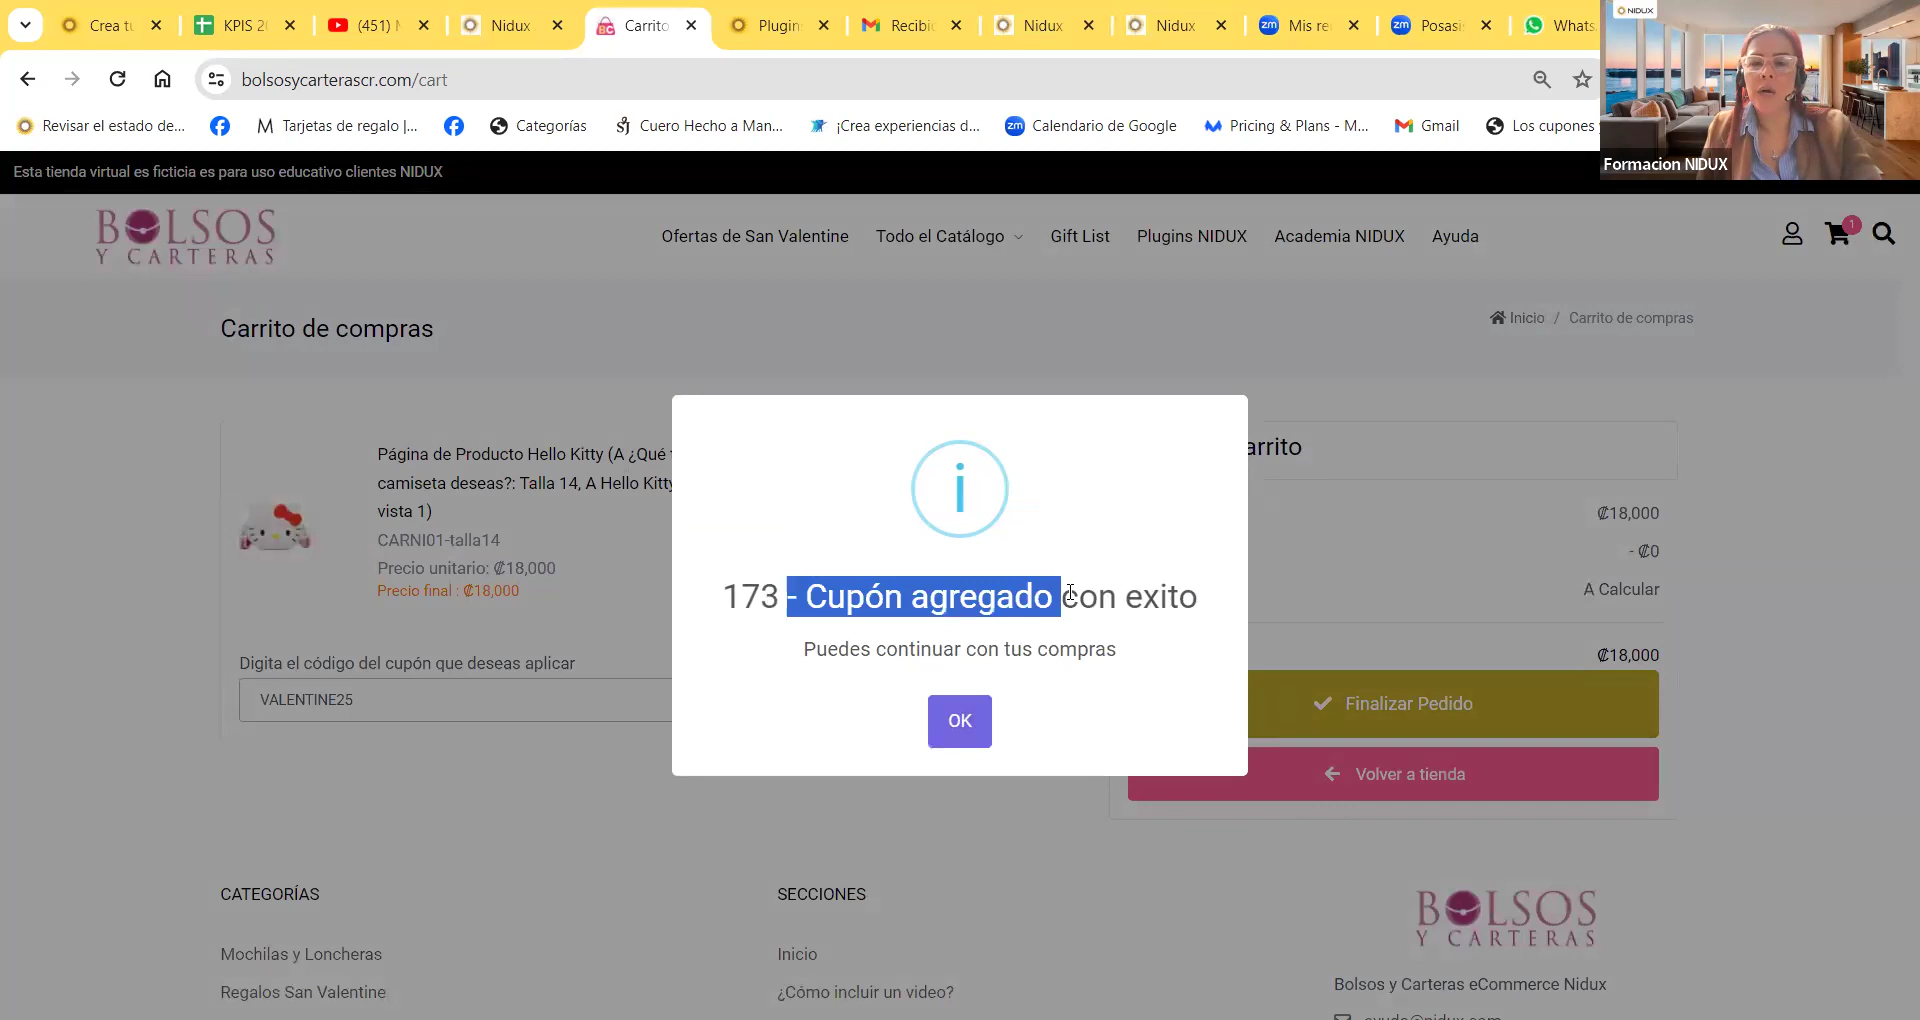 Crea tu
KPIS 2
(451)
Nidux
Carrito
Plugin
Recibi
Nidux
Nidux
zm
Mis re
zm
Posasi
Whats
bolsosycarterascr.com/cart
Revisar el estado de...
Tarjetas de regalo |...
Categorías
Cuero Hecho a Man...
¡Crea experiencias d...
zm
Calendario de Google
Pricing & Plans - M...
Gmail
Los cupones
NIDUX
Formacion NIDUX
Esta tienda virtual es ficticia es para uso educativo clientes NIDUX
BOLSOS
Y CARTERAS
Ofertas de San Valentine
Todo el Catálogo
Gift List
Plugins NIDUX
Academia NIDUX
Ayuda
1
Carrito de compras
Inicio / Carrito de compras
Página de Producto Hello Kitty (A ¿Qué
camiseta deseas?: Talla 14, A Hello Kitty
vista 1)
CARNI01-talla14
Precio unitario: ₡18,000
Precio final : ₡18,000
Digita el código del cupón que deseas aplicar
VALENTINE25
173 - Cupón agregado con exito
Puedes continuar con tus compras
OK
arrito
₡18,000
- ₡0
A Calcular
₡18,000
Finalizar Pedido
Volver a tienda
CATEGORÍAS
Mochilas y Loncheras
Regalos San Valentine
SECCIONES
Inicio
¿Cómo incluir un video?
BOLSOS
Y CARTERAS
Bolsos y Carteras eCommerce Nidux
ayuda@nidux.com